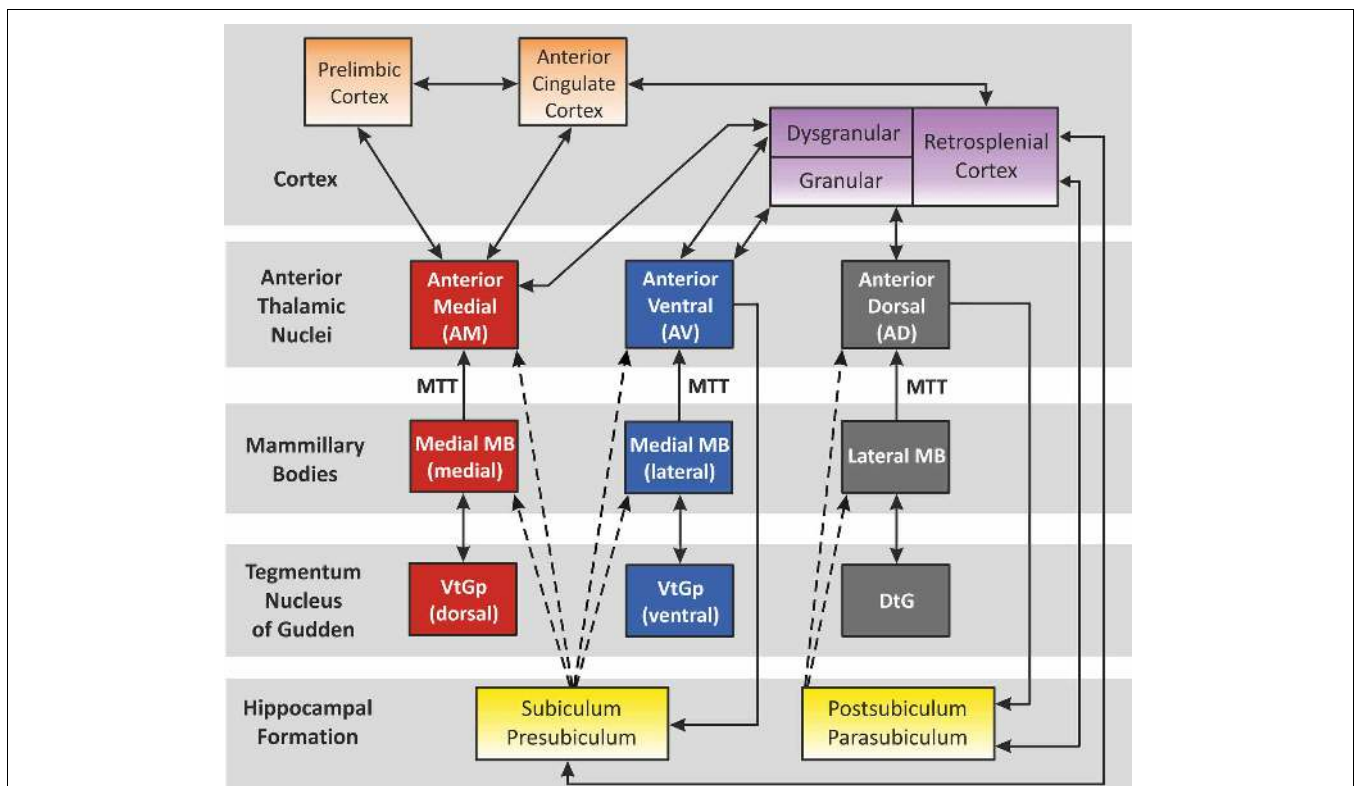 Prelimbic
Cortex
Anterior
Cingulate
Cortex
Dysgranular
Granular
Retrosplenial
Cortex
Cortex
Anterior
Thalamic
Nuclei
Anterior
Medial
(AM)
Anterior
Ventral
(AV)
Anterior
Dorsal
(AD)
MTT
MTT
MTT
Mammillary
Bodies
Medial MB
(medial)
Medial MB
(lateral)
Lateral MB
Tegmentum
Nucleus
of Gudden
VtGp
(dorsal)
VtGp
(ventral)
DtG
Hippocampal
Formation
Subiculum
Presubiculum
Postsubiculum
Parasubiculum